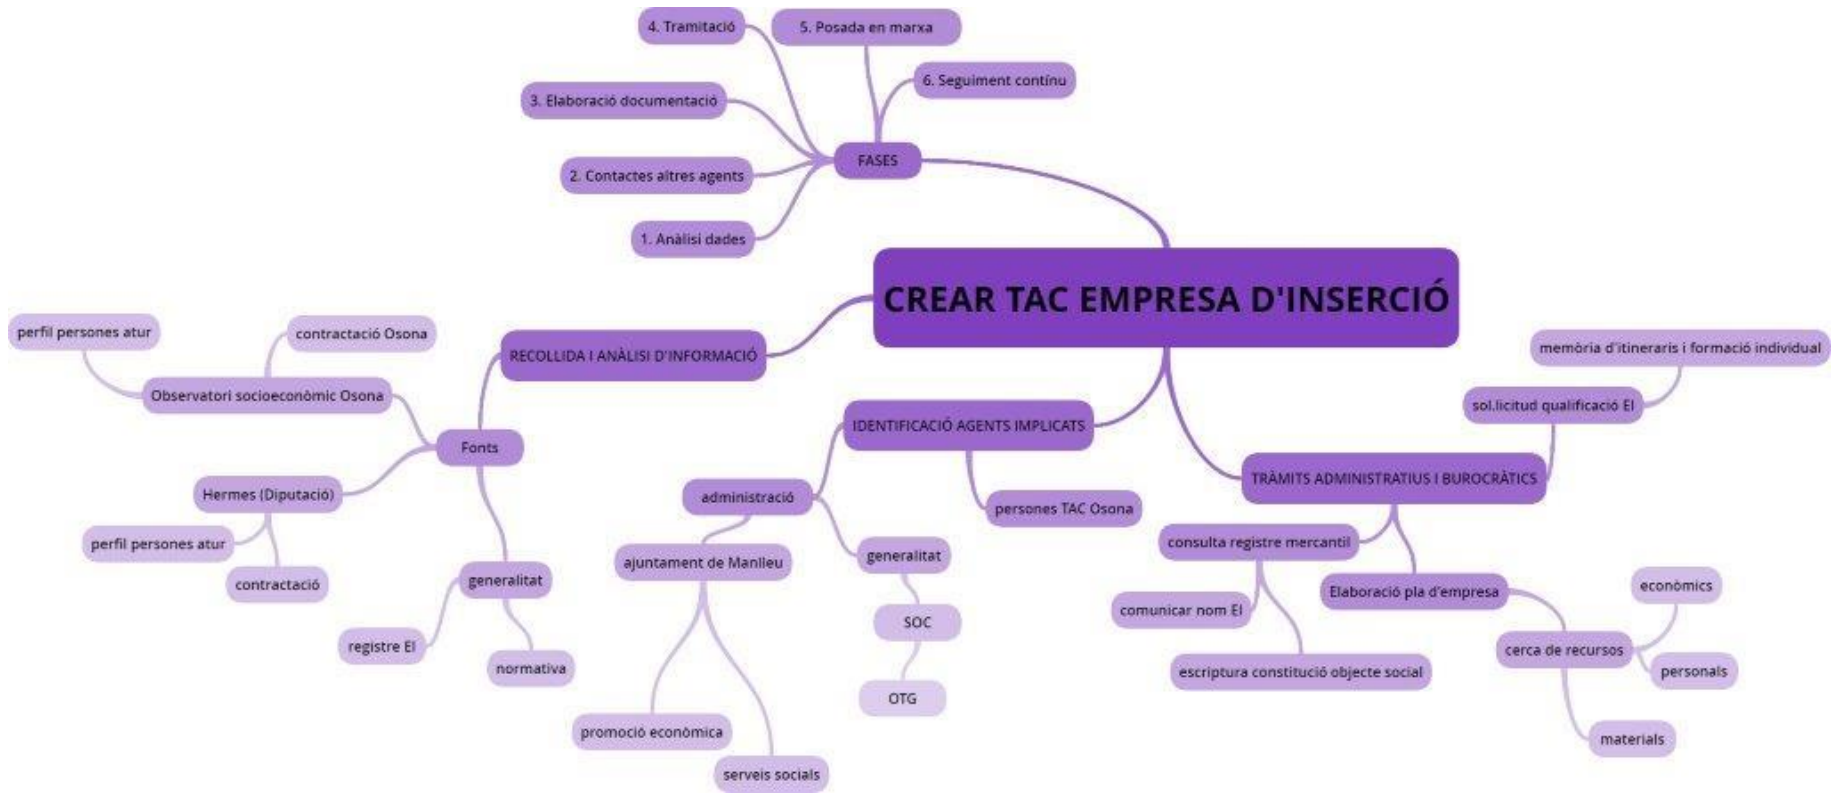 4. Tramitació
5. Posada en marxa
6. Seguiment contínu
3. Elaboració documentació
FASES
2. Contactes altres agents
1. Anàlisi dades
CREAR TAC EMPRESA D'INSERCIÓ
RECOLLIDA I ANÀLISI D'INFORMACIÓ
perfil persones atur
contractació Osona
Observatori socioeconòmic Osona
Fonts
Hermes (Diputació)
perfil persones atur
contractació
generalitat
registre EI
normativa
IDENTIFICACIÓ AGENTS IMPLICATS
administració
persones TAC Osona
ajuntament de Manlleu
generalitat
SOC
OTG
promoció econòmica
serveis socials
memòria d'itineraris i formació individual
sol.licitud qualificació EI
TRÀMITS ADMINISTRATIUS I BUROCRÀTICS
consulta registre mercantil
Elaboració pla d'empresa
comunicar nom EI
escriptura constitució objecte social
econòmics
cerca de recursos
personals
materials